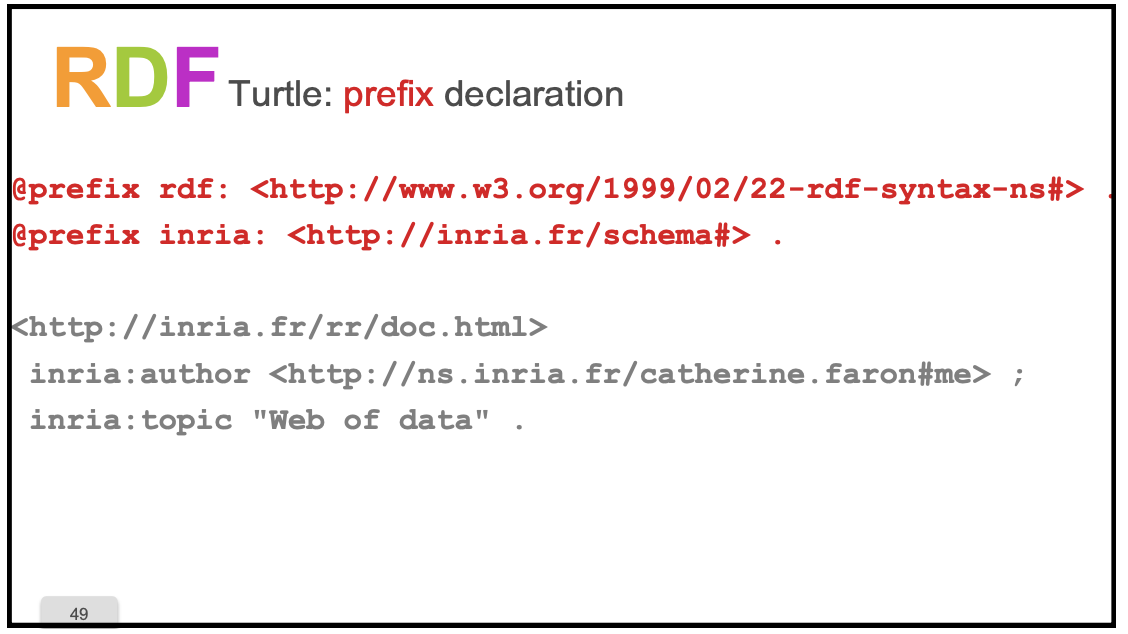 RDF Turtle: prefix declaration
@prefix rdf: <http://www.w3.org/1999/02/22-rdf-syntax-ns#> .
@prefix inria: <http://inria.fr/schema#> .
<http://inria.fr/rr/doc.html>
inria:author <http://ns.inria.fr/catherine.faron#me> ;
inria:topic "Web of data" .
49